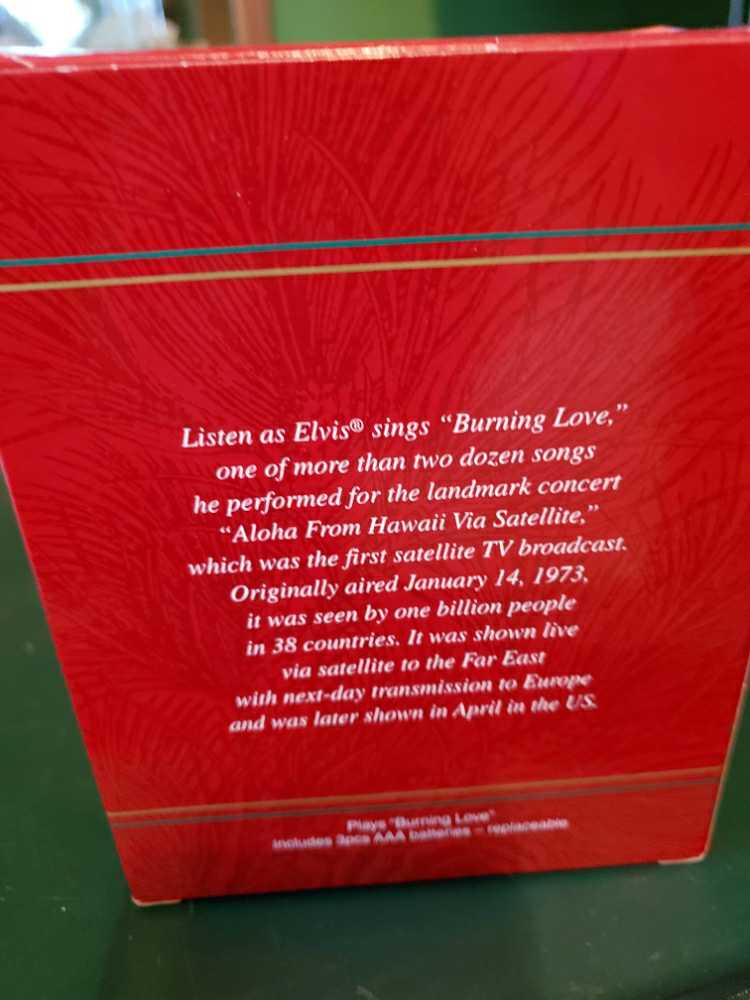 Listen as Elvis® sings “Burning Love,”
one of more than two dozen songs
he performed for the landmark concert
“Aloha From Hawaii Via Satellite,”
which was the first satellite TV broadcast.
Originally aired January 14, 1973,
it was seen by one billion people
in 38 countries. It was shown live
via satellite to the Far East
with next-day transmission to Europe
and was later shown in April in the US.
Plays “Burning Love”
Includes 3pcs AAA batteries – replaceable